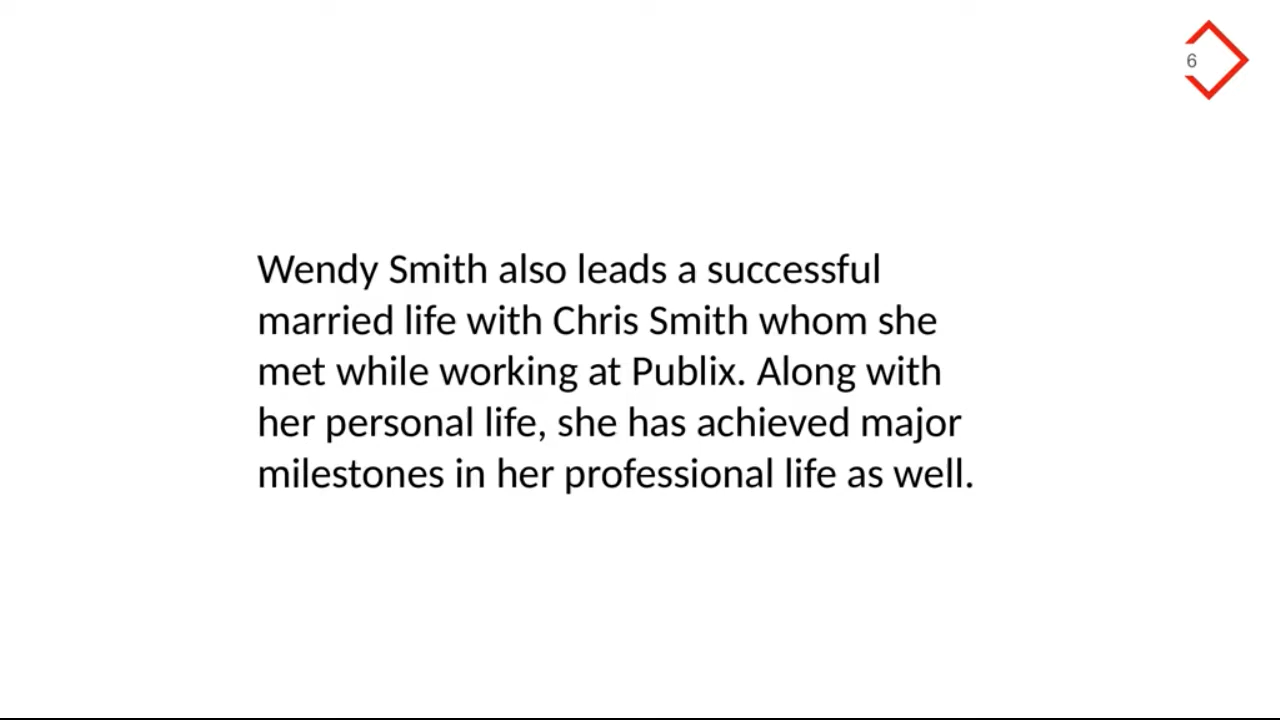 6
Wendy Smith also leads a successful
married life with Chris Smith whom she
met while working at Publix. Along with
her personal life, she has achieved major
milestones in her professional life as well.